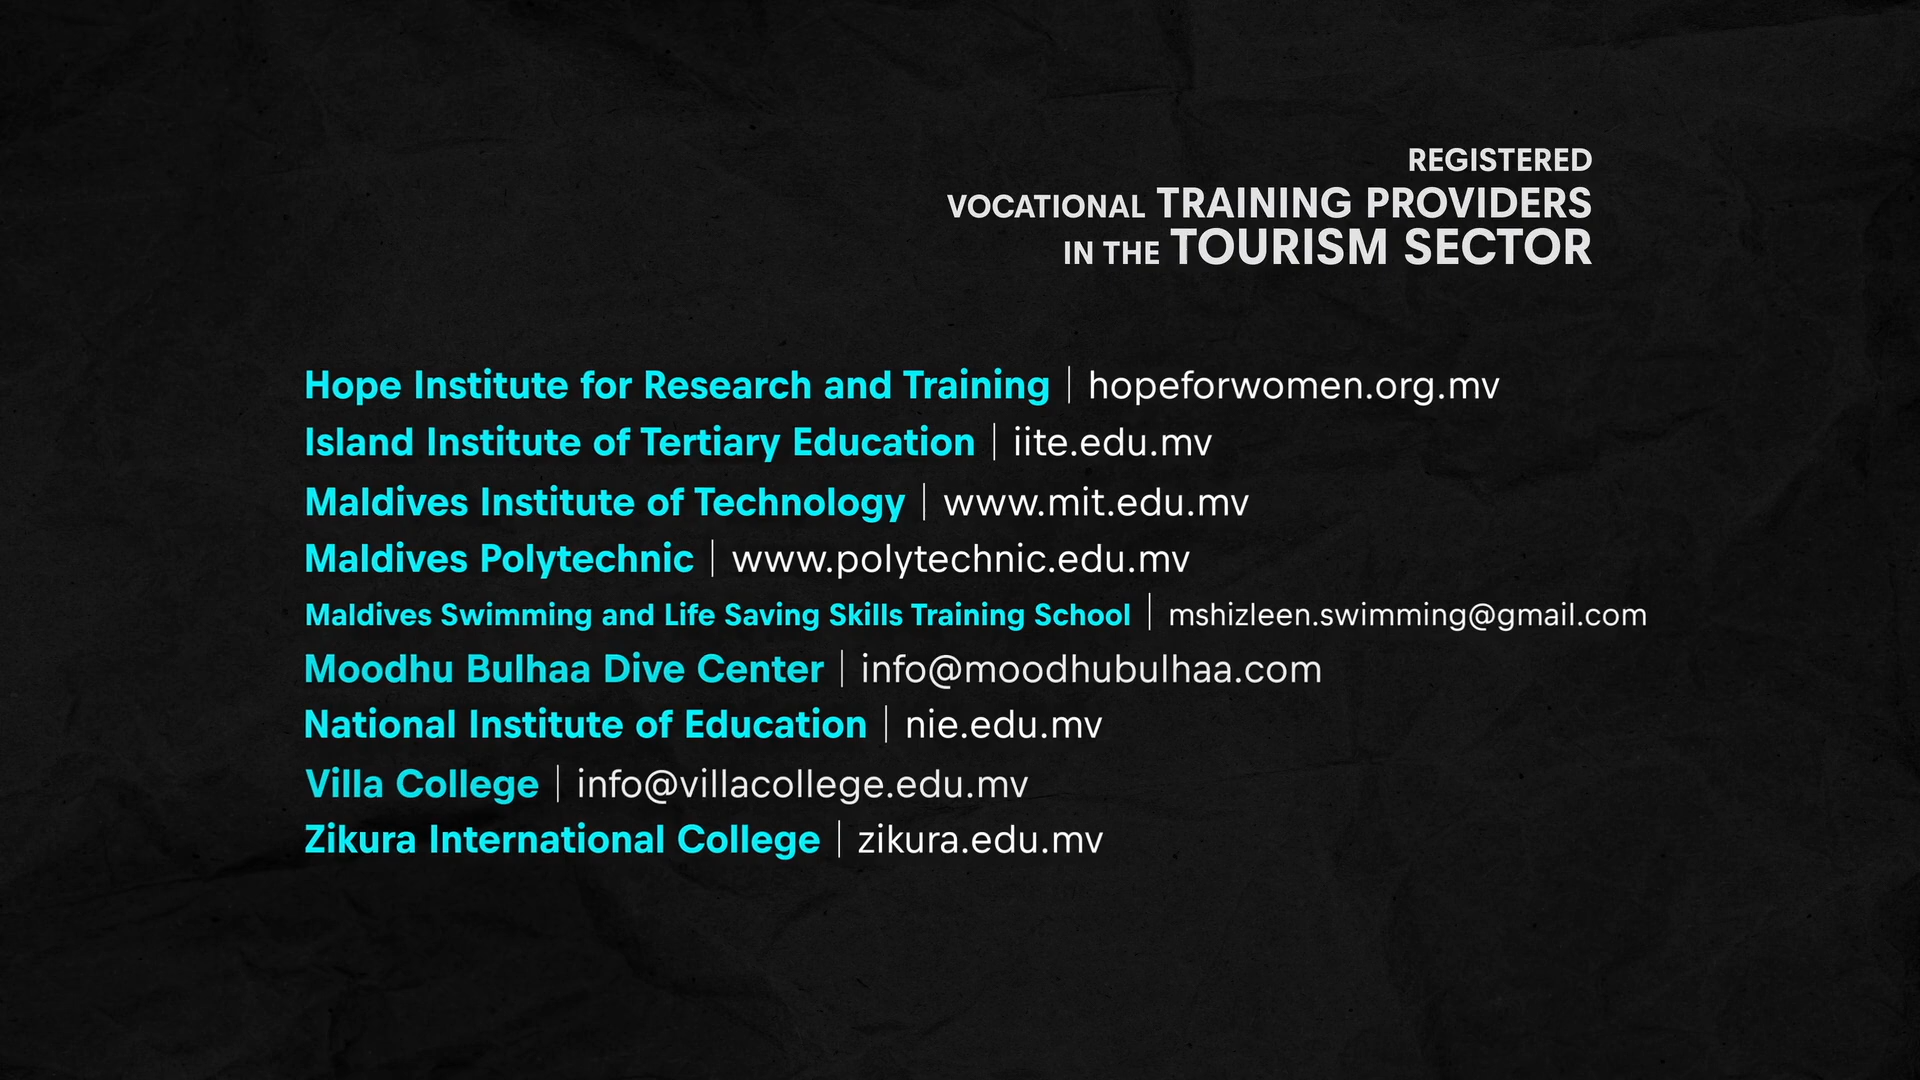 REGISTERED
VOCATIONAL TRAINING PROVIDERS
IN THE TOURISM SECTOR
Hope Institute for Research and Training | hopeforwomen.org.mv
Island Institute of Tertiary Education | iite.edu.mv
Maldives Institute of Technology | www.mit.edu.mv
Maldives Polytechnic | www.polytechnic.edu.mv
Maldives Swimming and Life Saving Skills Training School | mshizleen.swimming@gmail.com
Moodhu Bulhaa Dive Center | info@moodhubulhaa.com
National Institute of Education | nie.edu.mv
Villa College | info@villacollege.edu.mv
Zikura International College | zikura.edu.mv